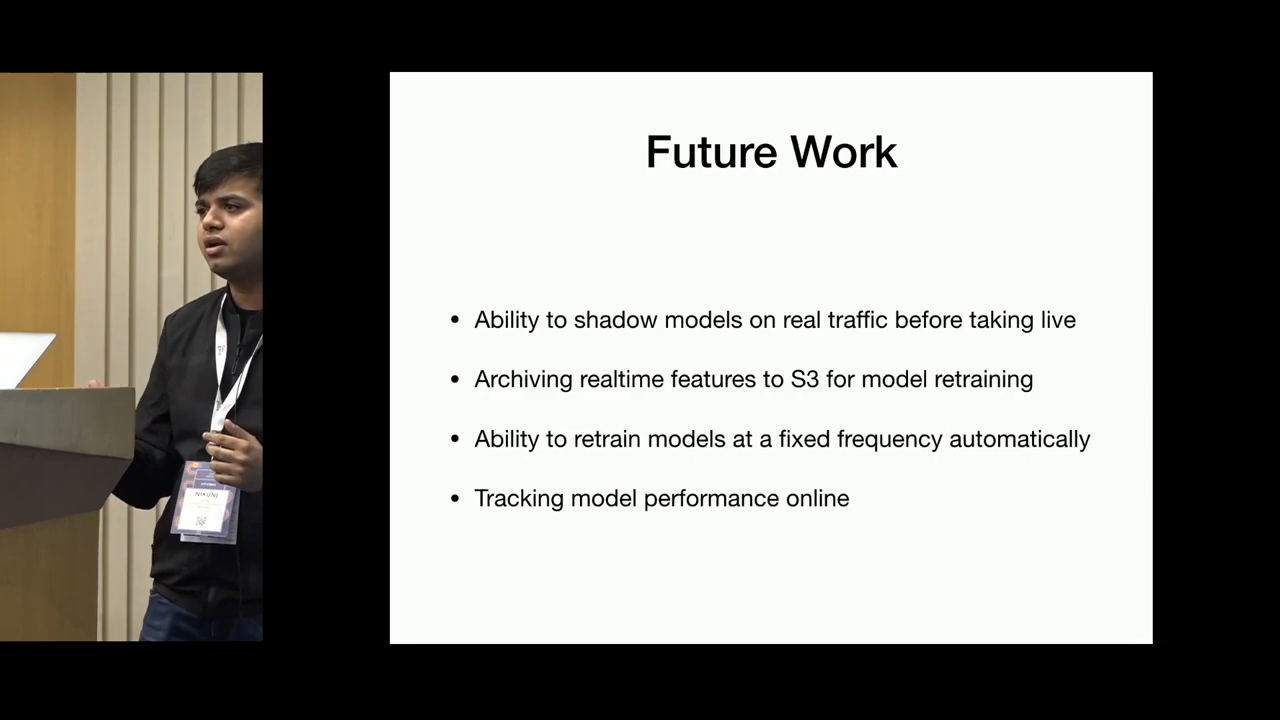 Future Work
• Ability to shadow models on real traffic before taking live
• Archiving realtime features to S3 for model retraining
• Ability to retrain models at a fixed frequency automatically
• Tracking model performance online
NIKUNJ